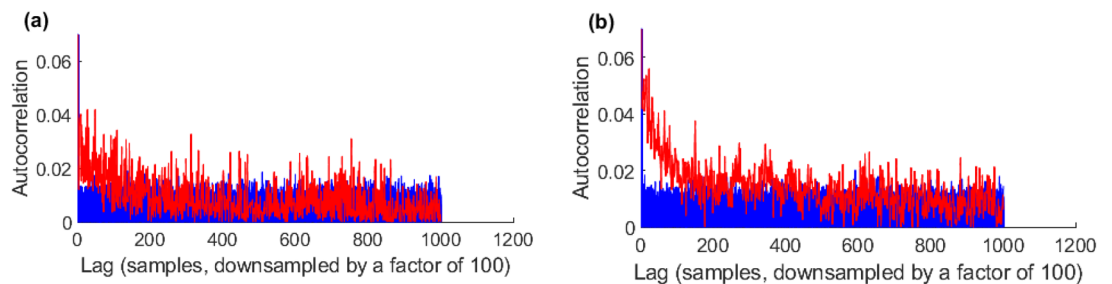 (a)
Autocorrelation
0.06
0.04
0.02
0
0 200 400 600 800 1000 1200
Lag (samples, downsampled by a factor of 100)
(b)
Autocorrelation
0.06
0.04
0.02
0
0 200 400 600 800 1000 1200
Lag (samples, downsampled by a factor of 100)